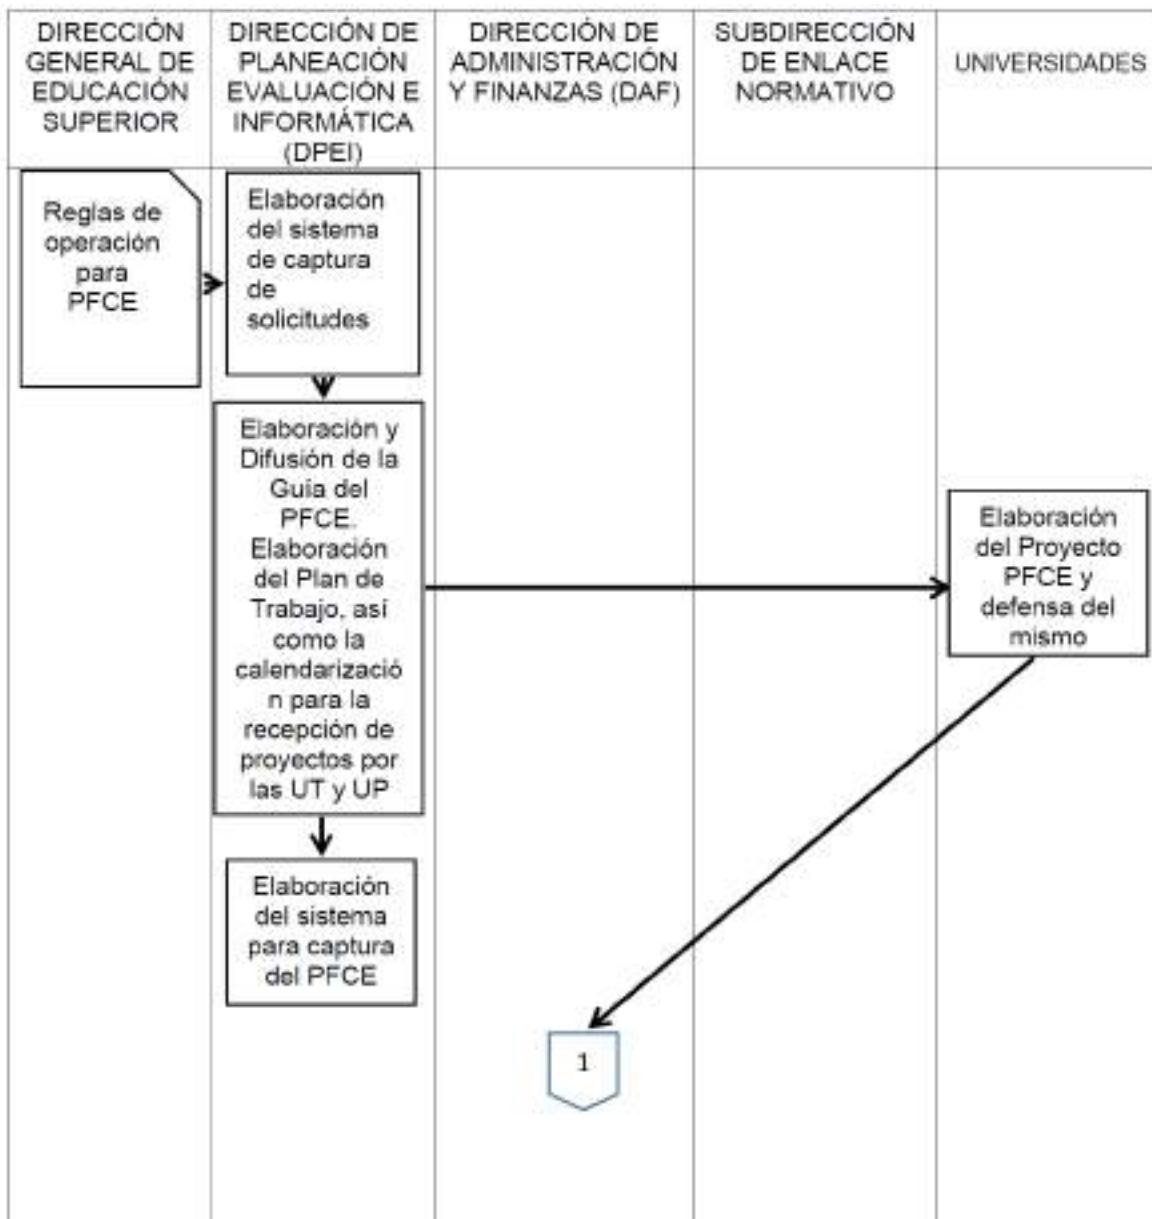 DIRECCIÓN
GENERAL DE
EDUCACIÓN
SUPERIOR
DIRECCIÓN DE
PLANEACIÓN
EVALUACIÓN E
INFORMÁTICA
(DPEI)
DIRECCIÓN DE
ADMINISTRACIÓN
Y FINANZAS (DAF)
SUBDIRECCIÓN
DE ENLACE
NORMATIVO
UNIVERSIDADES
Reglas de
operación
para
PFCE
Elaboración
del sistema
de captura
de
solicitudes
Elaboración y
Difusión de la
Guía del
PFCE.
Elaboración
del Plan de
Trabajo, así
como la
calendarizació
n para la
recepción de
proyectos por
las UT y UP
Elaboración
del Proyecto
PFCE y
defensa del
mismo
Elaboración
del sistema
para captura
del PFCE
1